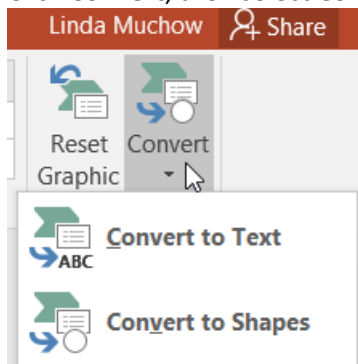 Linda Muchow Share
Reset Convert
Graphic
Convert to Text
ABC
Convert to Shapes